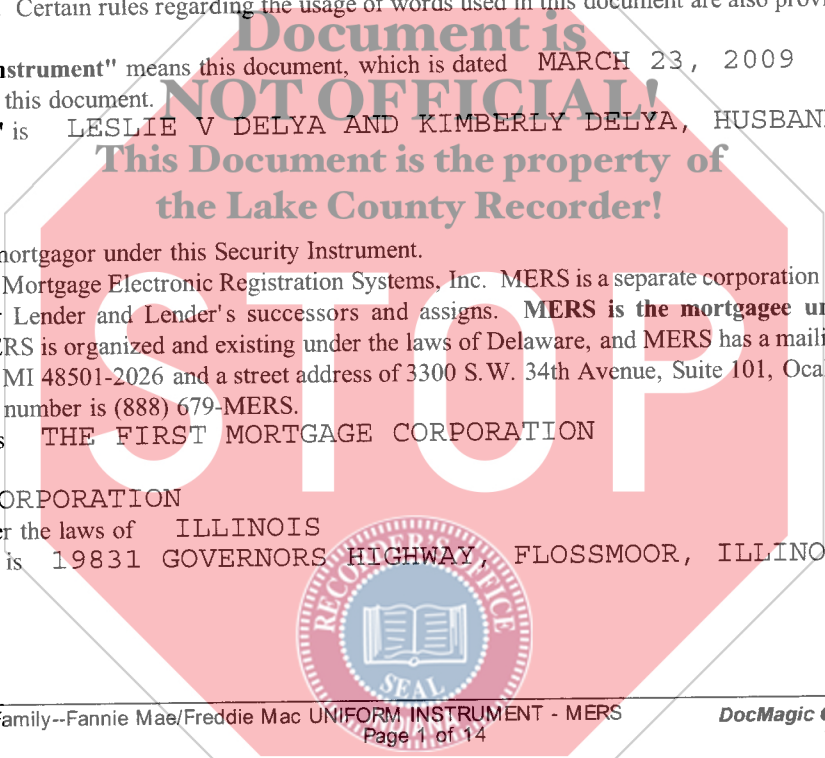 Certain rules regarding the usage of words used in this document are also
Document is
nstrument" means this document, which is dated MARCH 23, 2009
this document.
NOT OFFICIAL!
is LESLIE V DELYA AND KIMBERLY DELYA, HUSBAN
This Document is the property of
the Lake County Recorder!
mortgagor under this Security Instrument.
Mortgage Electronic Registration Systems, Inc. MERS is a separate corporation
Lender and Lender's successors and assigns. MERS is the mortgagee
ERS is organized and existing under the laws of Delaware, and MERS has a maili
MI 48501-2026 and a street address of 3300 S.W. 34th Avenue, Suite 101, Oca
number is (888) 679-MERS.
s THE FIRST MORTGAGE CORPORATION
STOP
ORPORATION
r the laws of ILLINOIS
is 19831 GOVERNORS HIGHWAY, FLOSSMOOR, ILLINO
RECORDER'S OFFICE
SEAL
INDIANA
amily--Fannie Mae/Freddie Mac UNIFORM INSTRUMENT - MERS DocMagic
Page 1 of 14